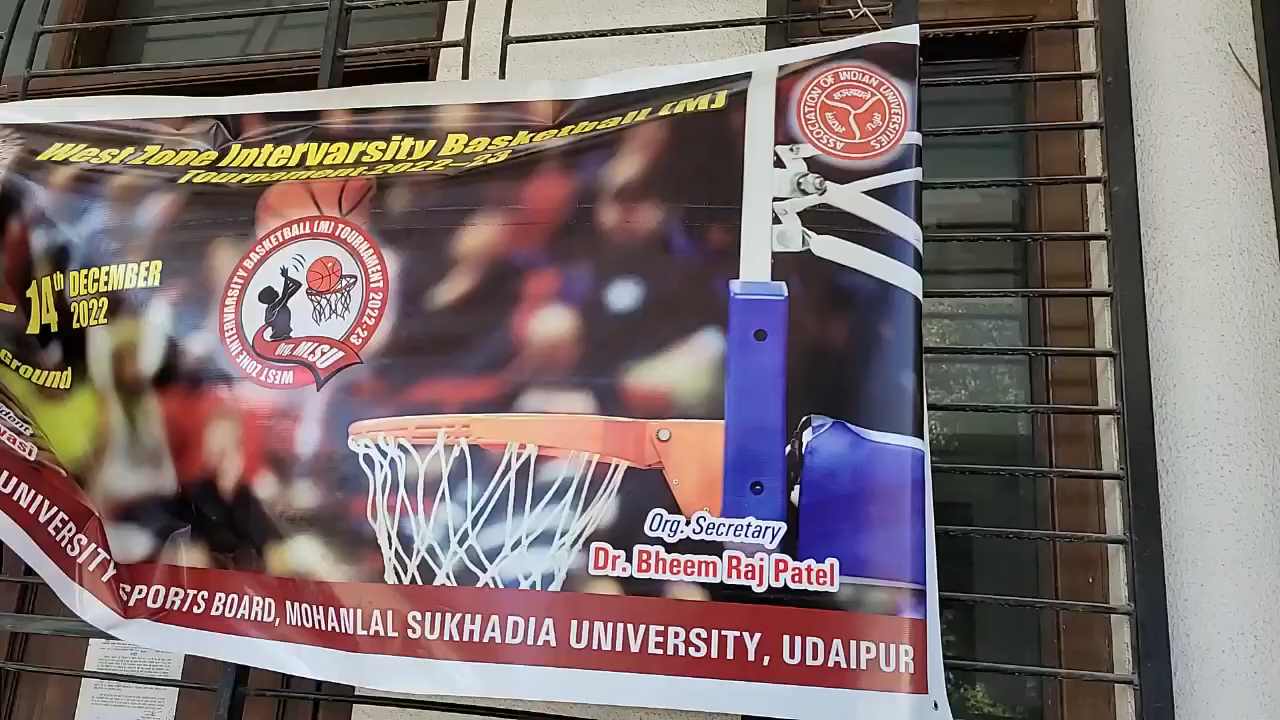 West Zone Intervarsity Basketball [M]
Tournament 2022-23
ASSOCIATION OF INDIAN UNIVERSITIES
WEST ZONE INTERVARSITY BASKETBALL [M] TOURNAMENT 2022-23
Org. MLSU
- 14th DECEMBER
2022
Ground
Org. Secretary
Dr. Bheem Raj Patel
UNIVERSITY SPORTS BOARD, MOHANLAL SUKHADIA UNIVERSITY, UDAIPUR